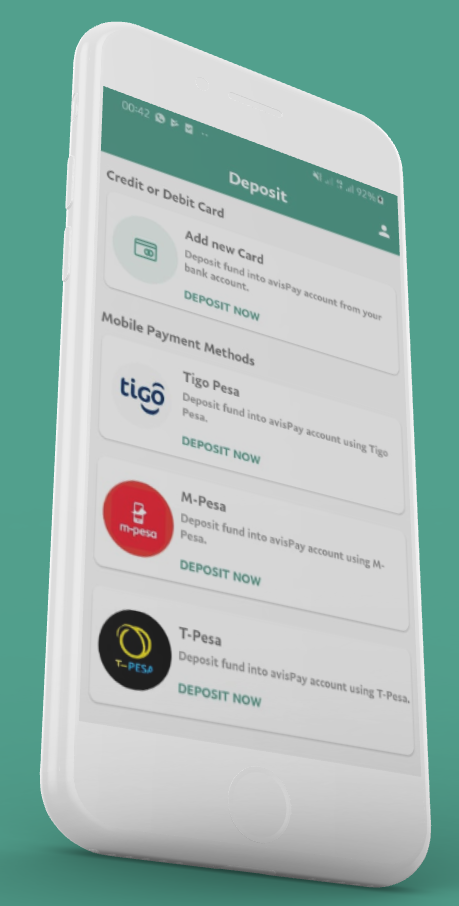 00:42
92%
Deposit
Credit or Debit Card
Add new Card
Deposit fund into avisPay account from your
bank account.
DEPOSIT NOW
Mobile Payment Methods
tigo
Tigo Pesa
Deposit fund into avisPay account using Tigo
Pesa.
DEPOSIT NOW
m-pesa
M-Pesa
Deposit fund into avisPay account using M-
Pesa.
DEPOSIT NOW
T-PESA
T-Pesa
Deposit fund into avisPay account using T-Pesa.
DEPOSIT NOW